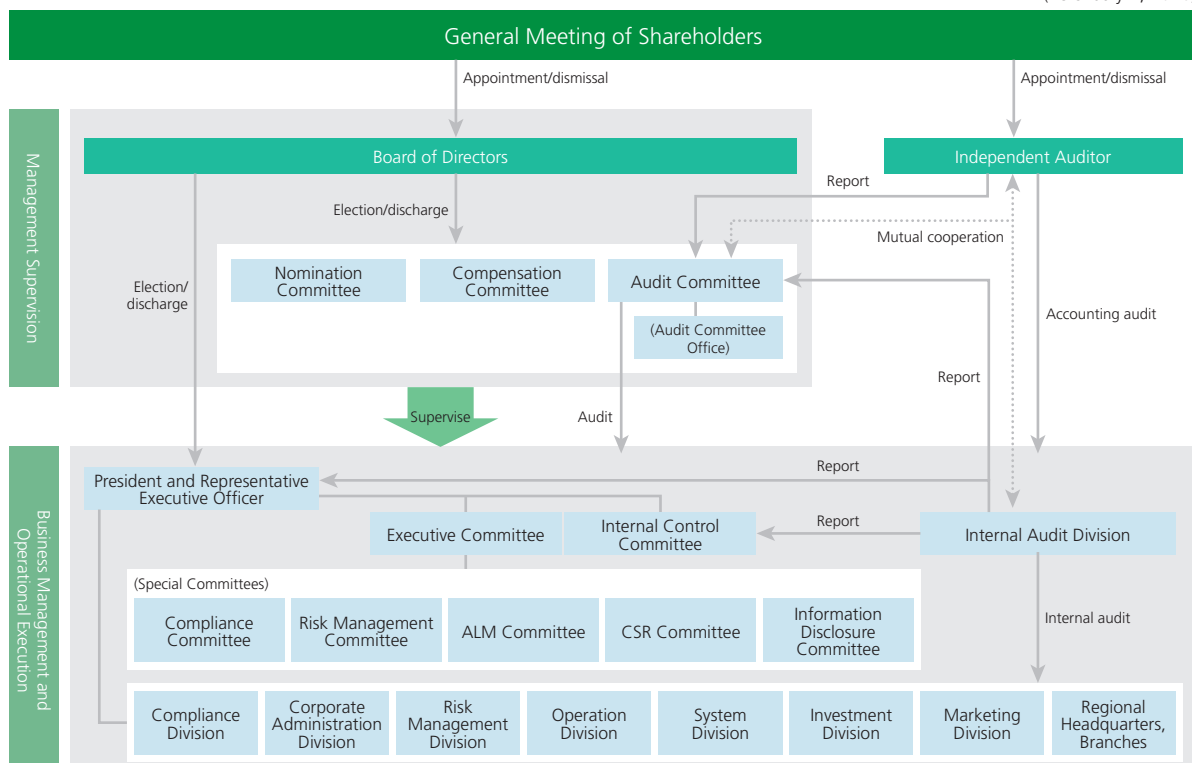 General Meeting of Shareholders
Appointment/dismissal
Appointment/dismissal
Management Supervision
Board of Directors
Independent Auditor
Report
Election/discharge
Mutual cooperation
Nomination
Committee
Compensation
Committee
Audit Committee
Election/
discharge
Accounting audit
(Audit Committee
Office)
Report
Supervise
Audit
Business Management and
Operational Execution
President and Representative
Executive Officer
Report
Executive Committee
Internal Control
Committee
Report
Internal Audit Division
(Special Committees)
Compliance
Committee
Risk Management
Committee
ALM Committee
CSR Committee
Information
Disclosure
Committee
Internal audit
Compliance
Division
Corporate
Administration
Division
Risk
Management
Division
Operation
Division
System
Division
Investment
Division
Marketing
Division
Regional
Headquarters,
Branches